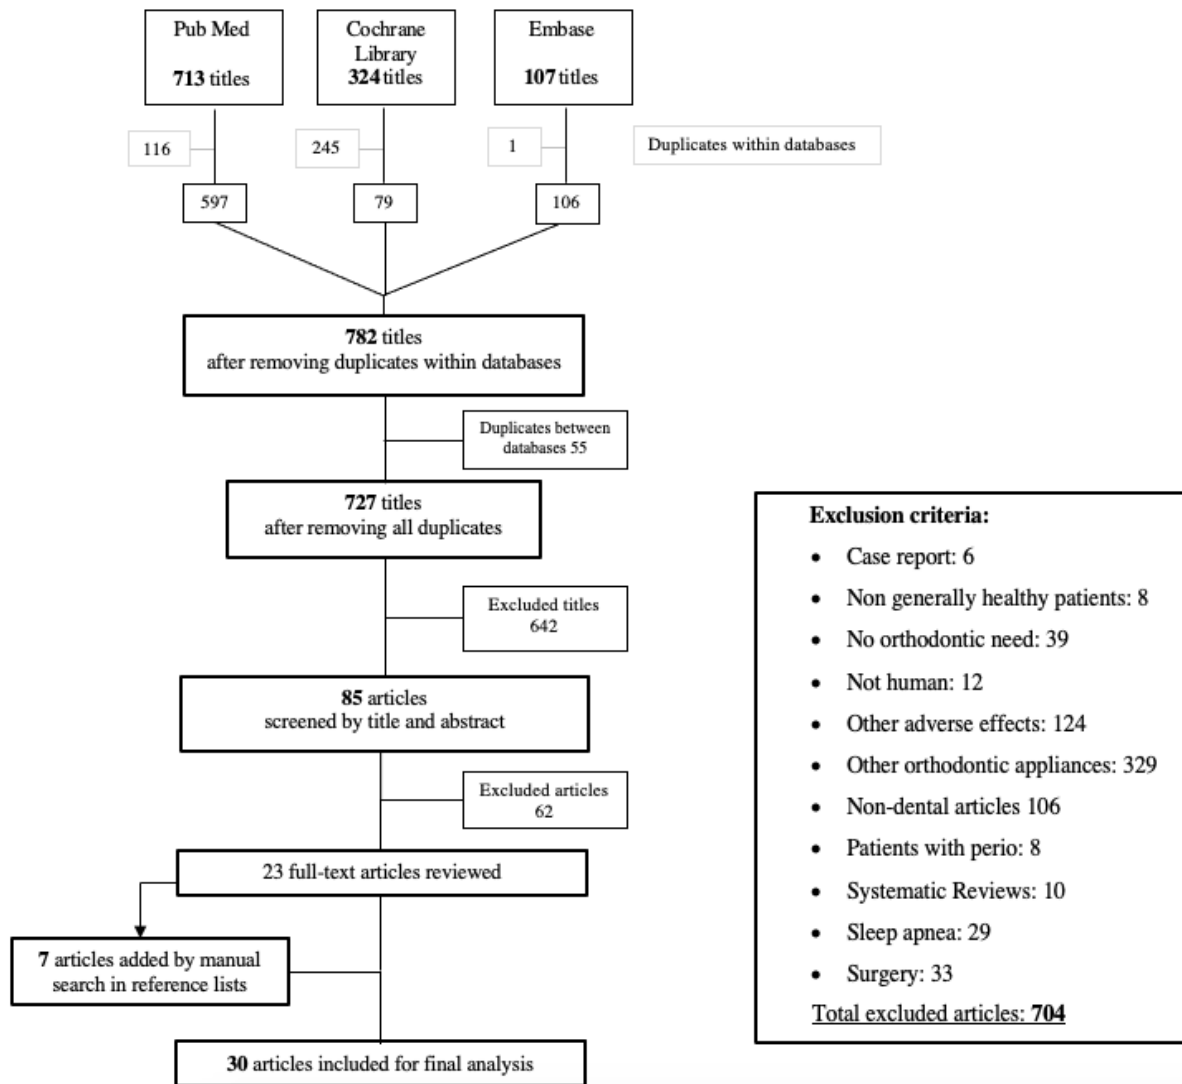 Pub Med
713 titles
Cochrane
Library
324 titles
Embase
107 titles
116
245
1
Duplicates within databases
597
79
106
782 titles
after removing duplicates within databases
Duplicates between
databases 55
727 titles
after removing all duplicates
Excluded titles
642
85 articles
screened by title and abstract
Excluded articles
62
23 full-text articles reviewed
7 articles added by manual
search in reference lists
30 articles included for final analysis
Exclusion criteria:
• Case report: 6
• Non generally healthy patients: 8
• No orthodontic need: 39
• Not human: 12
• Other adverse effects: 124
• Other orthodontic appliances: 329
• Non-dental articles 106
• Patients with perio: 8
• Systematic Reviews: 10
• Sleep apnea: 29
• Surgery: 33
Total excluded articles: 704